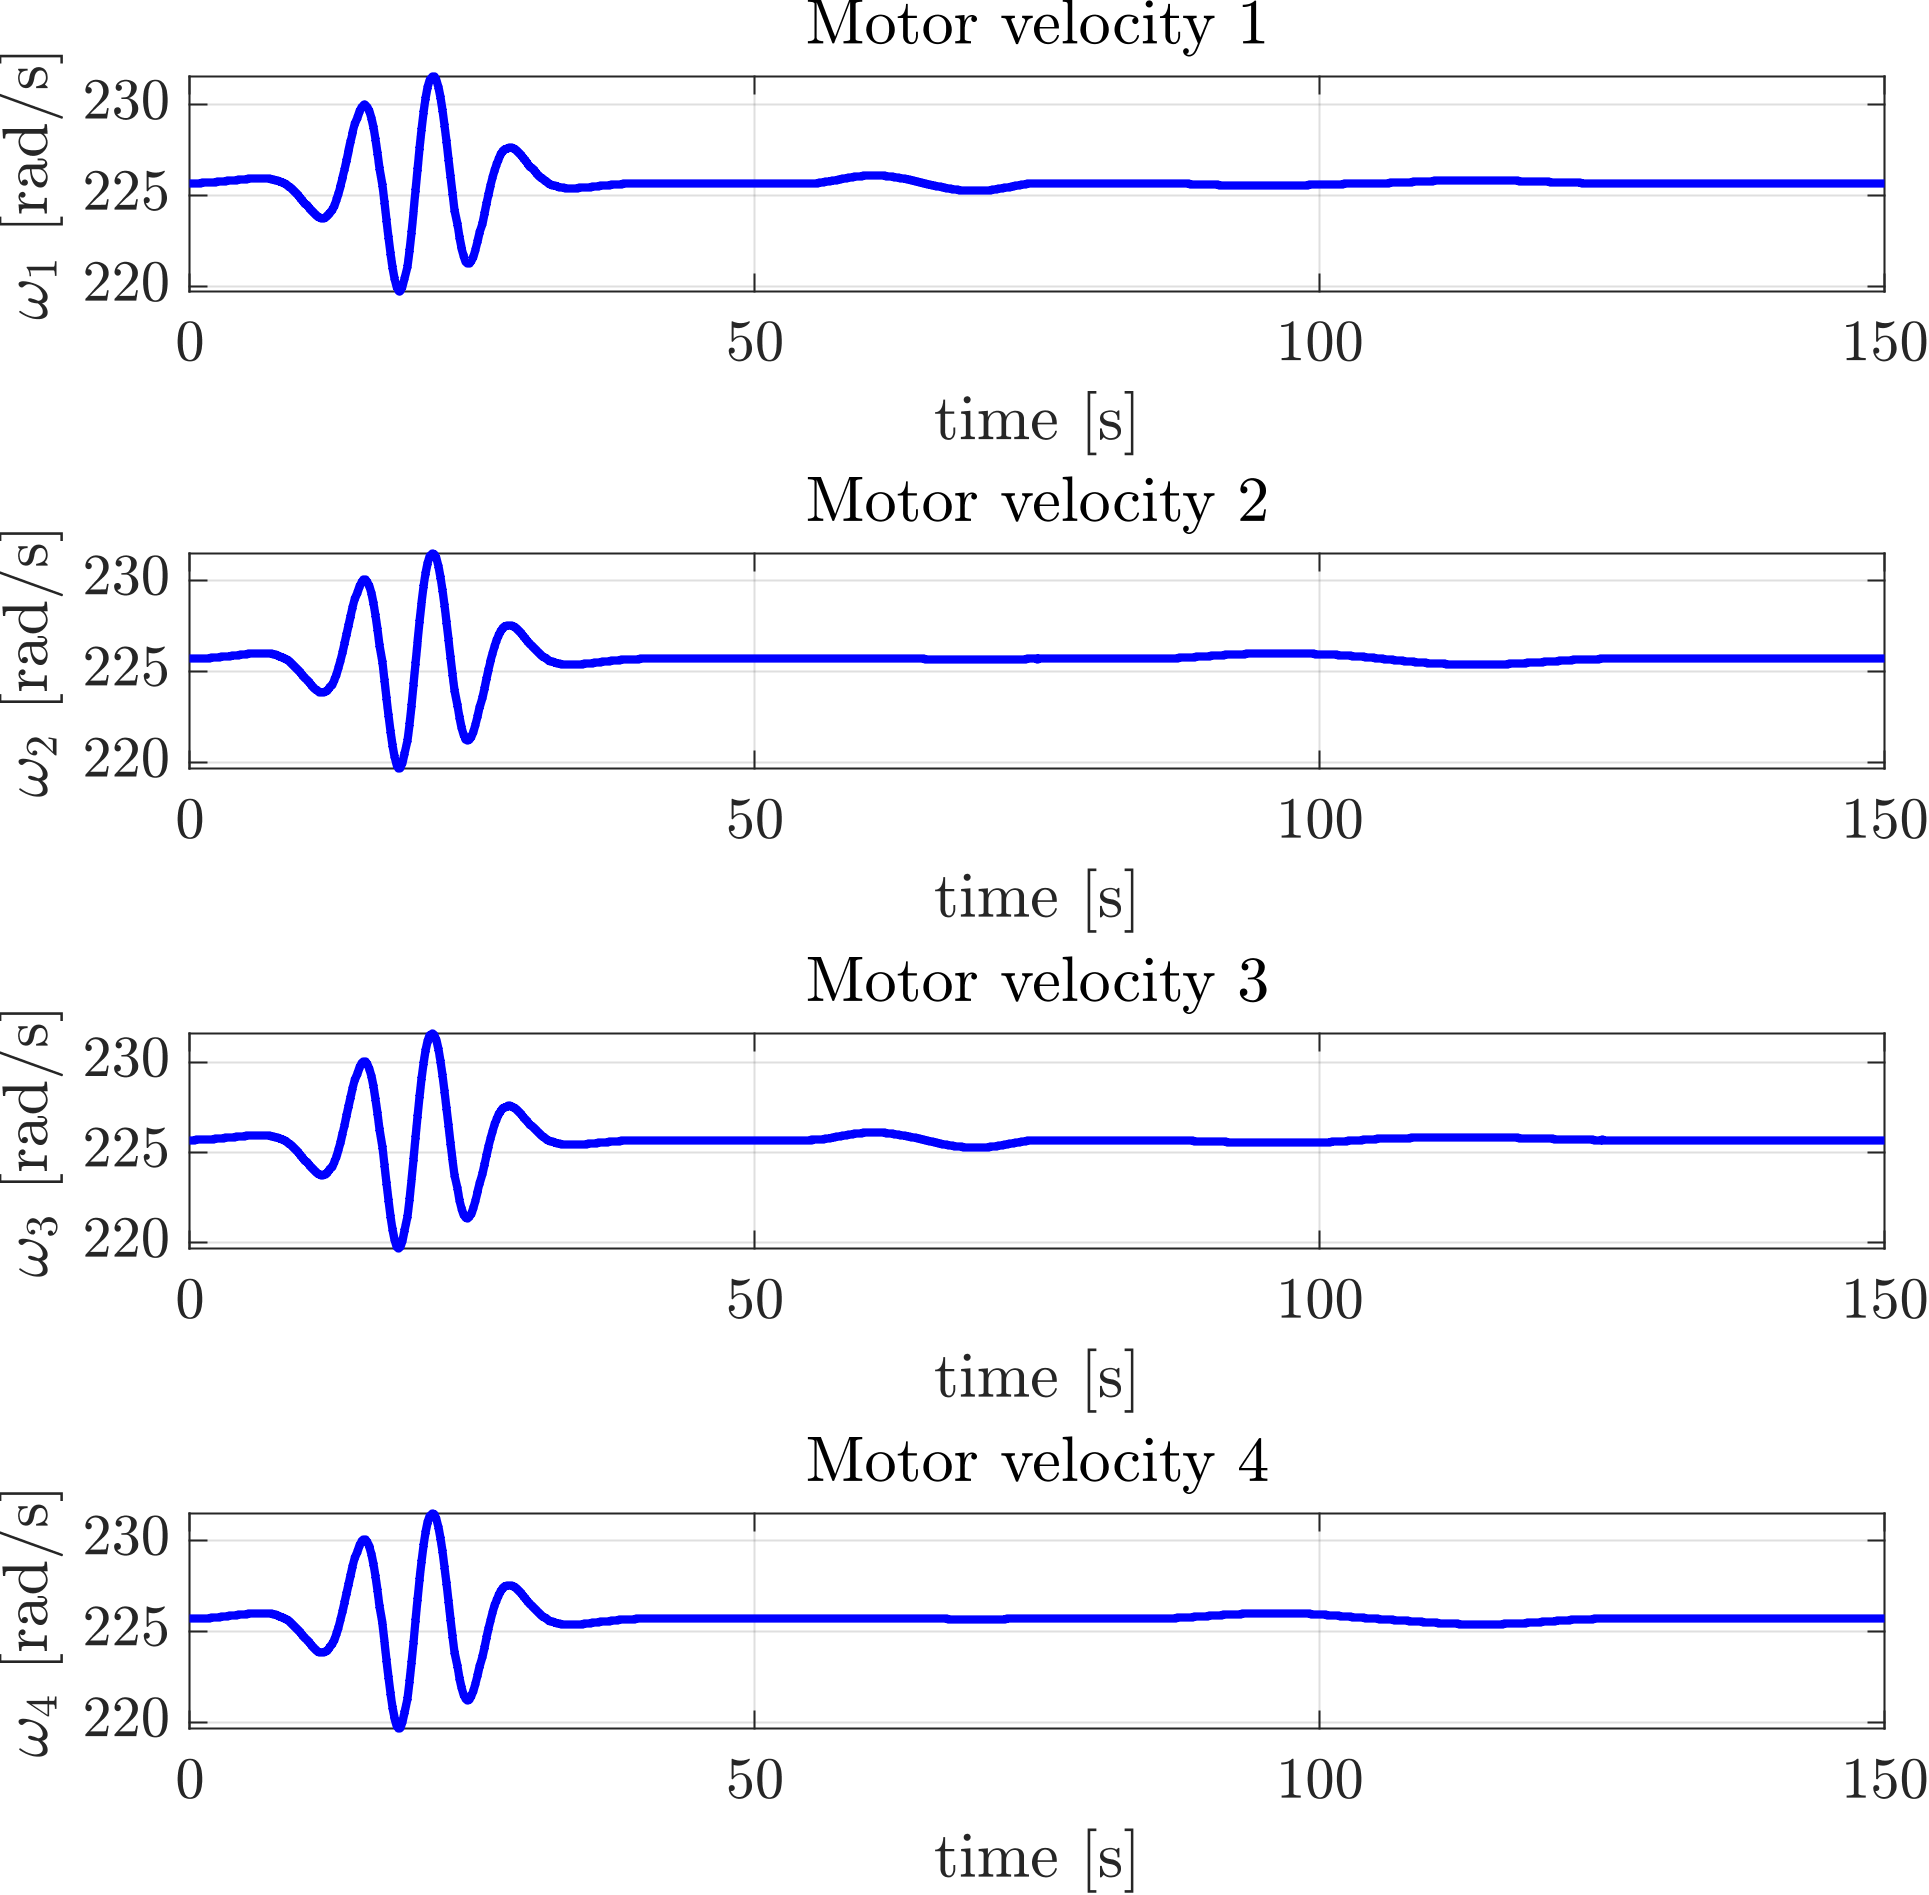 Motor velocity 1
ω1 [rad/s]
230
225
220
0 50 100 150
time [s]
Motor velocity 2
ω2 [rad/s]
230
225
220
0 50 100 150
time [s]
Motor velocity 3
ω3 [rad/s]
230
225
220
0 50 100 150
time [s]
Motor velocity 4
ω4 [rad/s]
230
225
220
0 50 100 150
time [s]